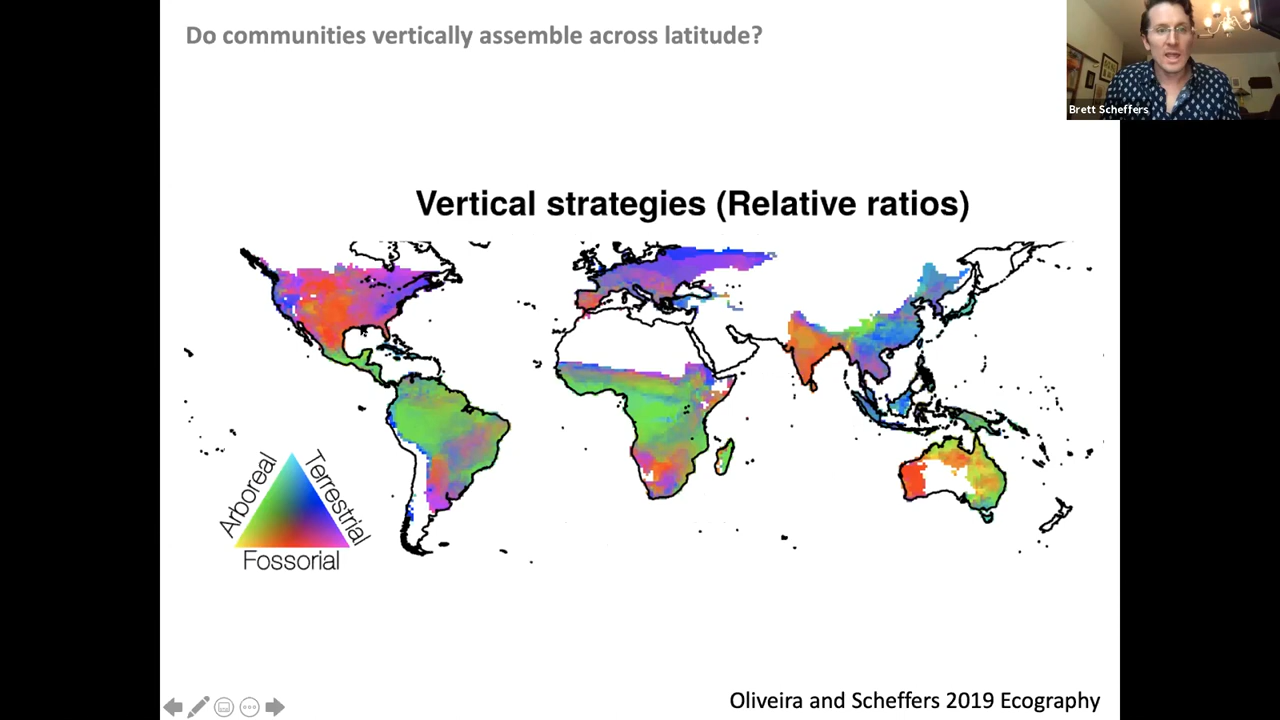 Do communities vertically assemble across latitude?
Brett Scheffers
Vertical strategies (Relative ratios)
Arboreal
Terrestrial
Fossorial
Oliveira and Scheffers 2019 Ecography